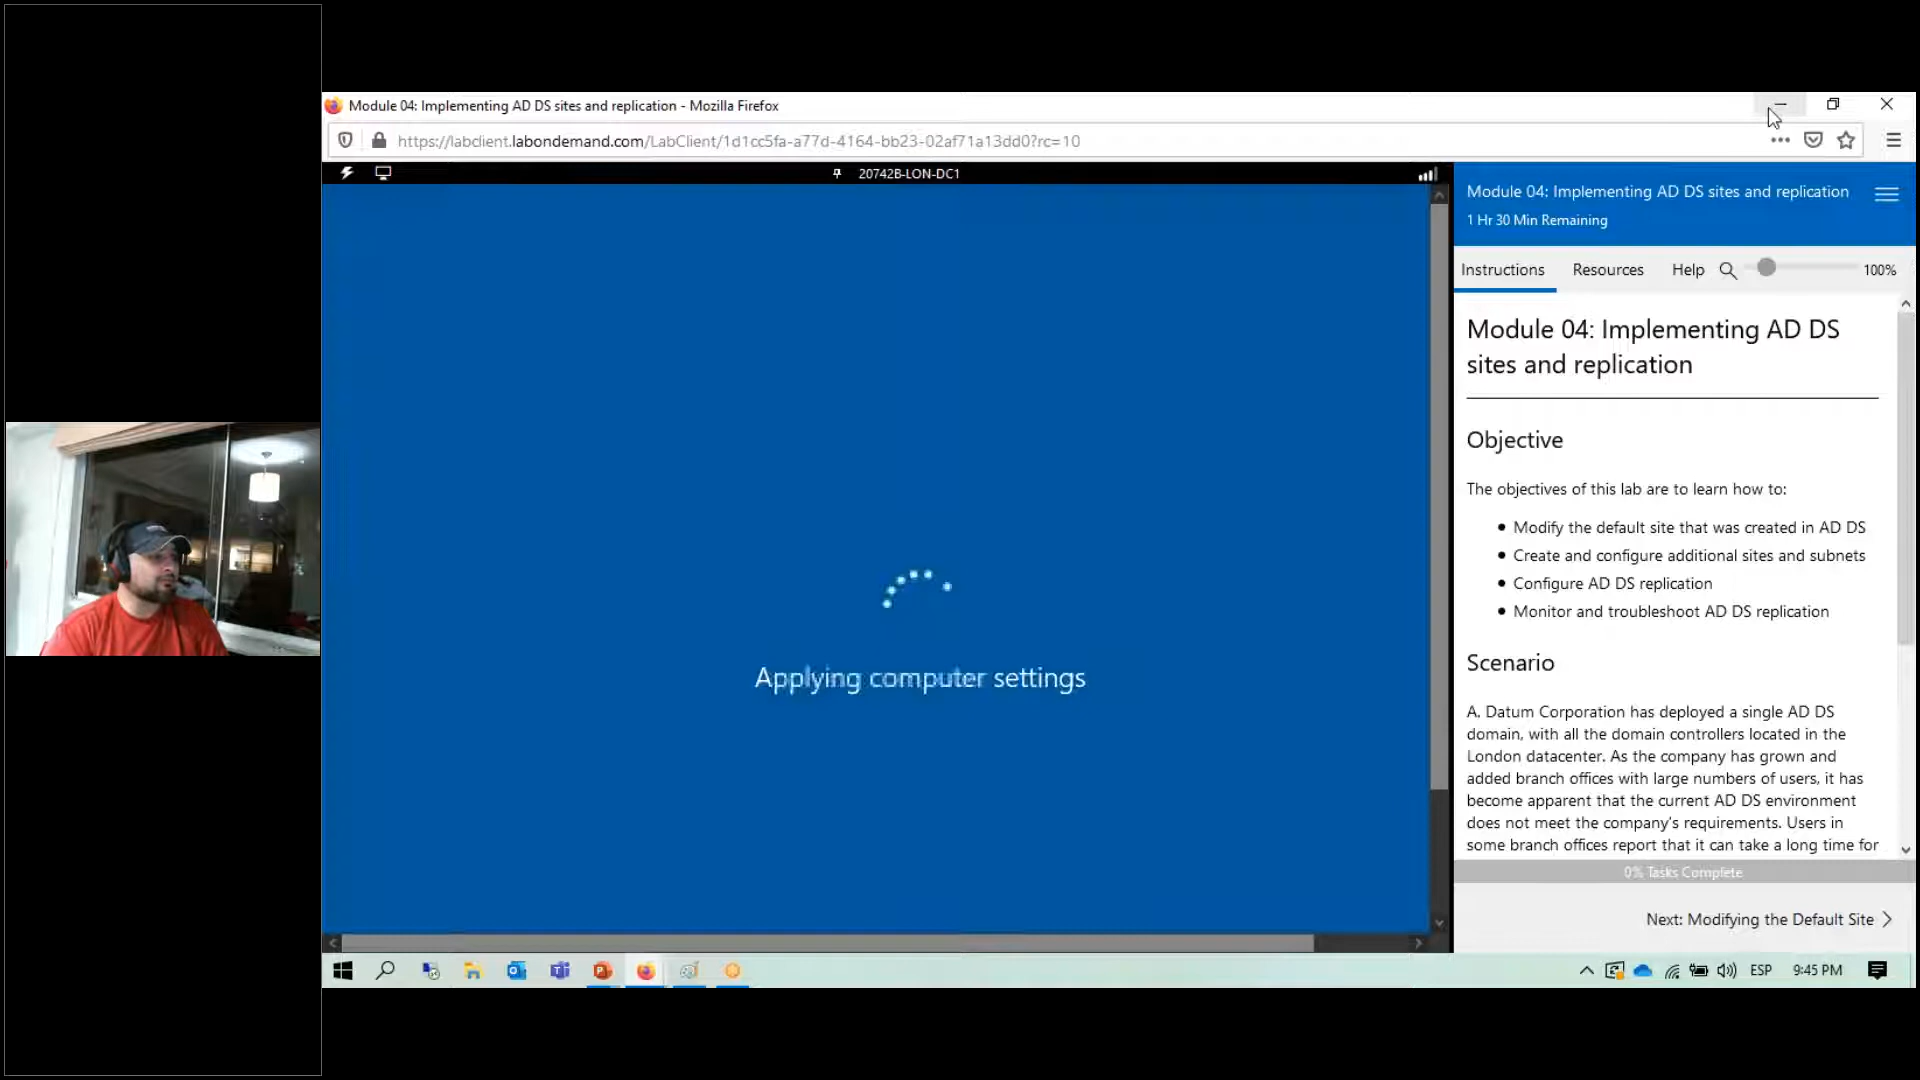 Module 04: Implementing AD DS sites and replication - Mozilla Firefox
https://labclient.labondemand.com/LabClient/1d1cc5fa-a77d-4164-bb23-02af71a13dd0?rc=10
20742B-LON-DC1
Module 04: Implementing AD DS sites and replication
1 Hr 30 Min Remaining
Instructions Resources Help 100%
Module 04: Implementing AD DS
sites and replication
Objective
The objectives of this lab are to learn how to:
• Modify the default site that was created in AD DS
• Create and configure additional sites and subnets
• Configure AD DS replication
• Monitor and troubleshoot AD DS replication
Applying computer settings
Scenario
A. Datum Corporation has deployed a single AD DS
domain, with all the domain controllers located in the
London datacenter. As the company has grown and
added branch offices with large numbers of users, it has
become apparent that the current AD DS environment
does not meet the company's requirements. Users in
some branch offices report that it can take a long time for
0% Tasks Complete
Next: Modifying the Default Site
ESP 9:45 PM